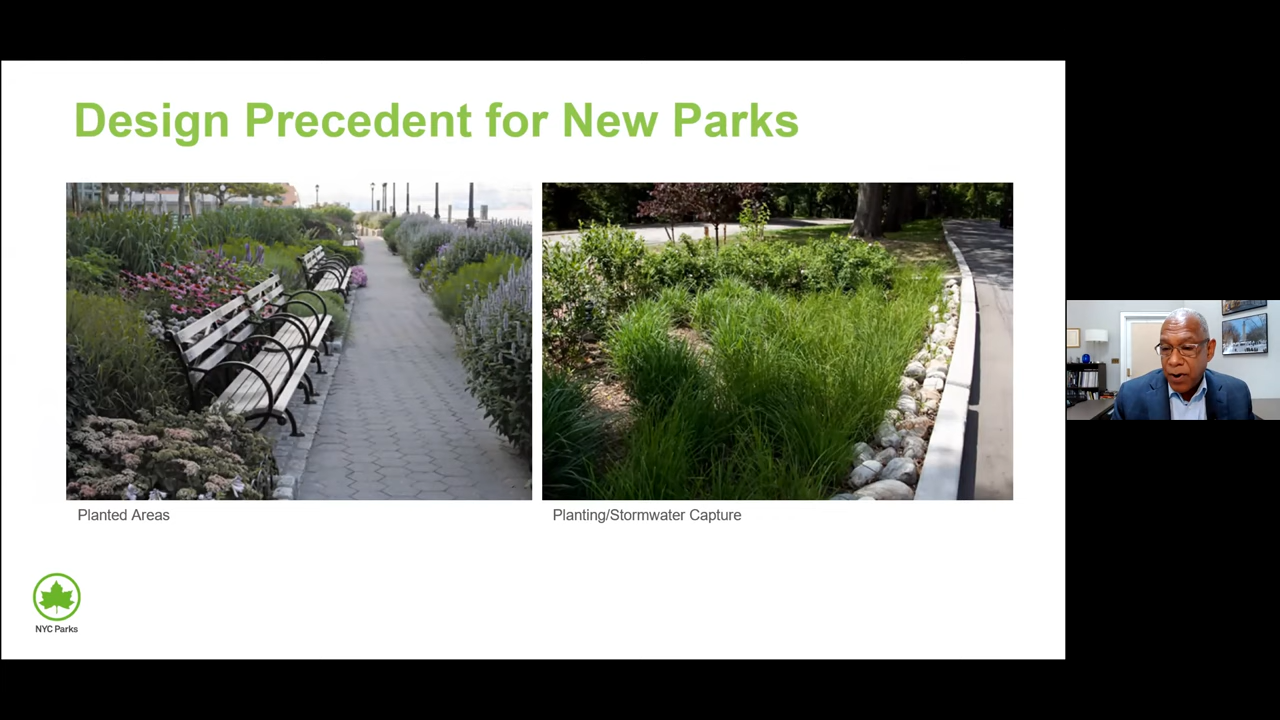 Design Precedent for New Parks
Planted Areas
Planting/Stormwater Capture
NYC Parks